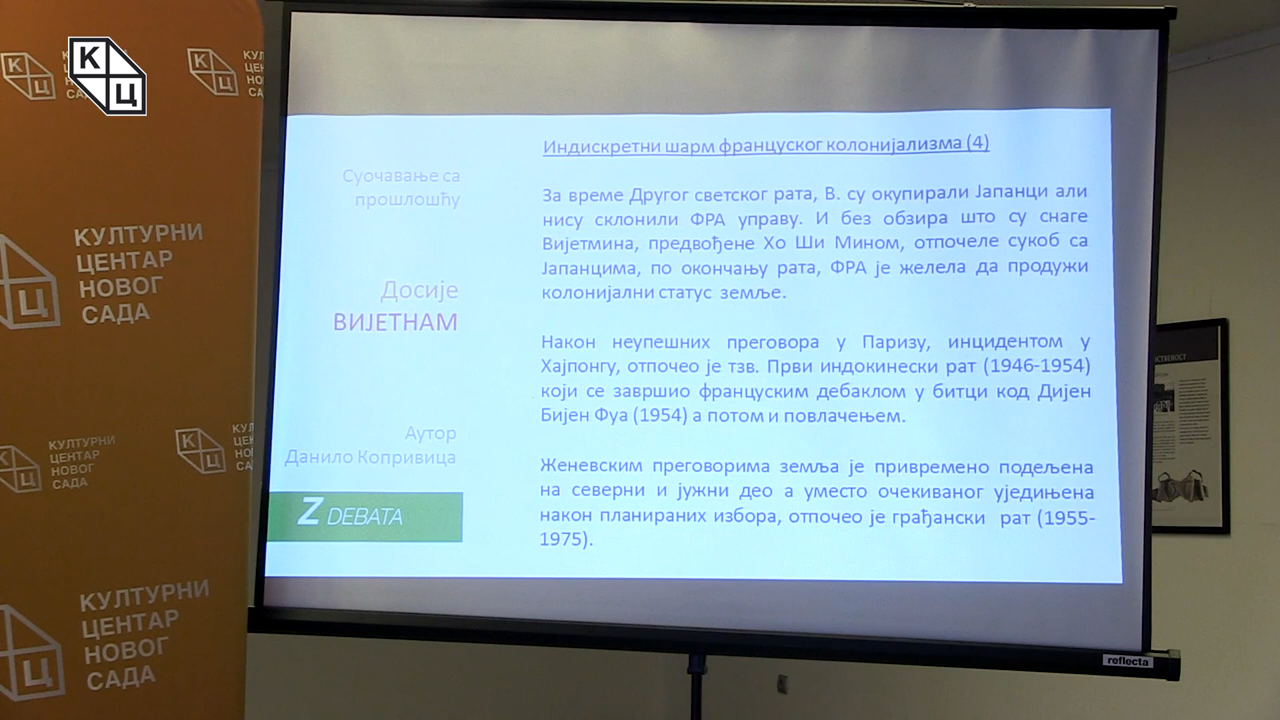 К
Ц
КУЛТУРНИ
ЦЕНТАР
НОВОГ
САДА
КУЛТУРНИ
ЦЕНТАР
НОВОГ
САДА
КУЛТУРНИ
ЦЕНТАР
НОВОГ
САДА
Суочавање са
прошлошћу
Досије
ВИЈЕТНАМ
Аутор
Данило Копривица
Z DEBATA
Индискретни шарм француског колонијализма (4)
За време Другог светског рата, В. су окупирали Јапанци али
нису склонили ФРА управу. И без обзира што су снаге
Вијетмина, предвођене Хо Ши Мином, отпочеле сукоб са
Јапанцима, по окончању рата, ФРА је желела да продужи
колонијални статус земље.
Након неупешних преговора у Паризу, инцидентом у
Хајпонгу, отпочео је тзв. Први индокинески рат (1946-1954)
који се завршио француским дебаклом у битци код Дијен
Бијен Фуа (1954) а потом и повлачењем.
Женевским преговорима земља је привремено подељена
на северни и јужни део а уместо очекиваног уједињена
након планираних избора, отпочео је грађански рат (1955-
1975).
reflecta